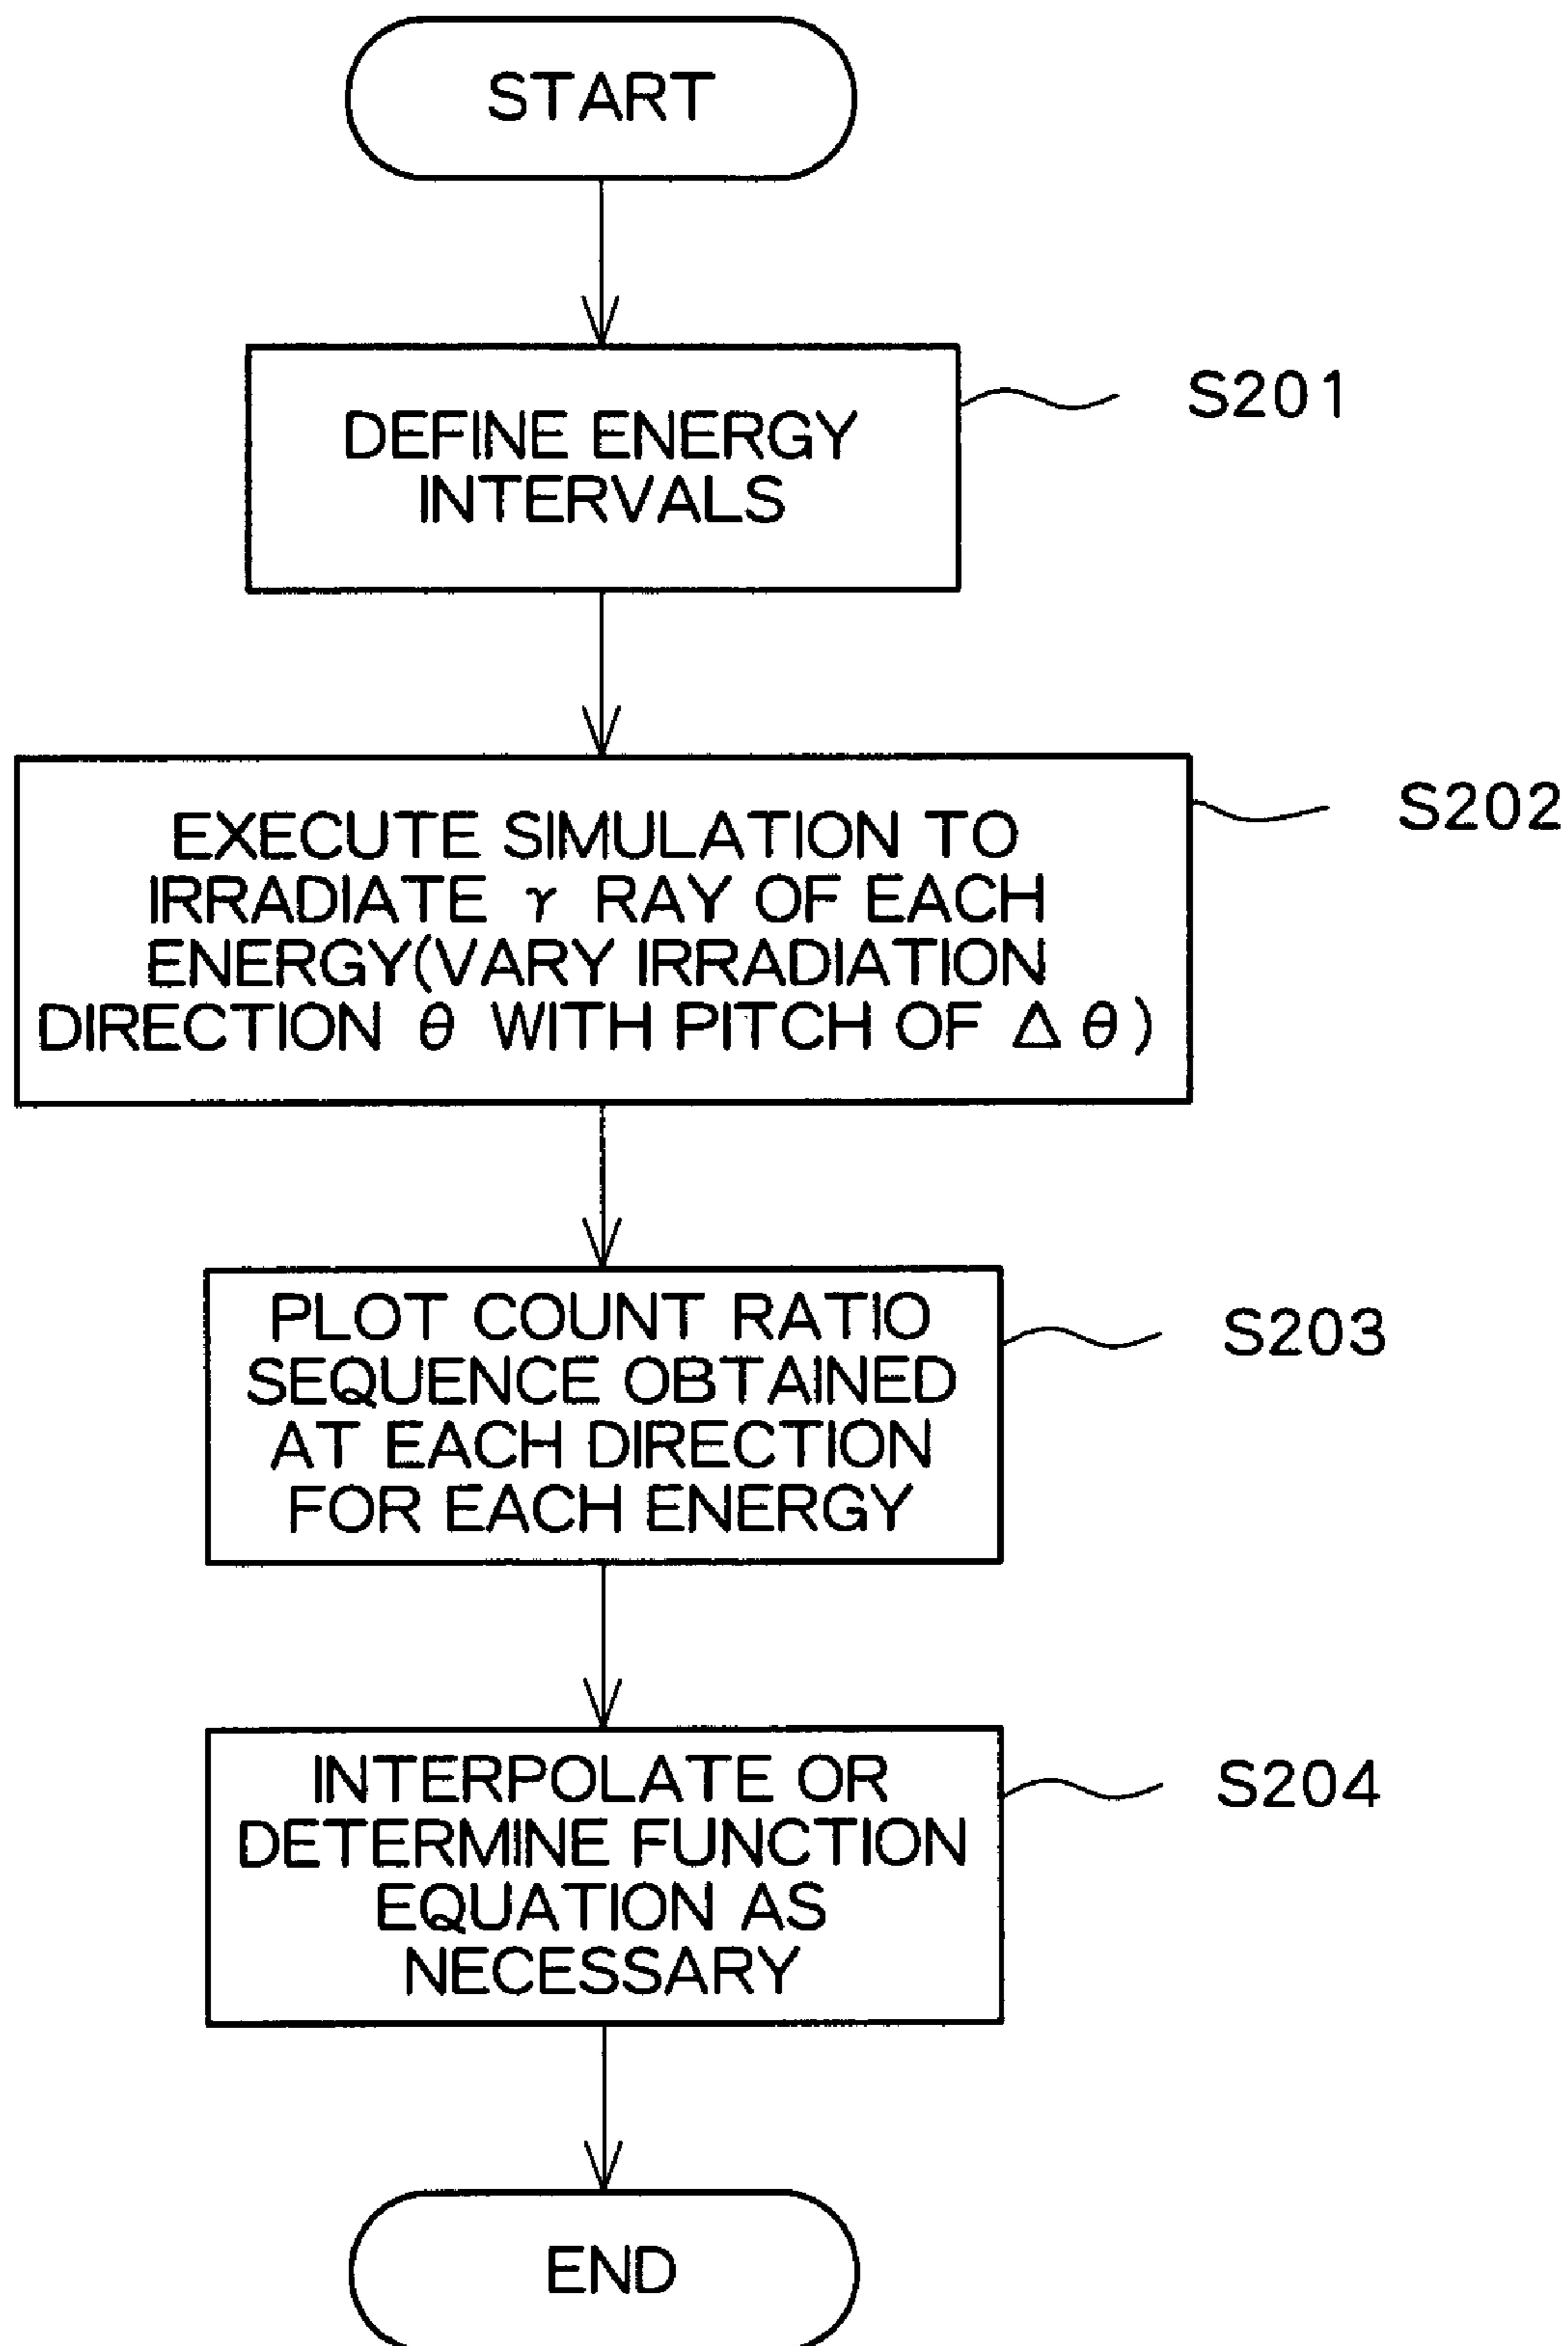 START
DEFINE ENERGY
INTERVALS
S201
EXECUTE SIMULATION TO
IRRADIATE γ RAY OF EACH
ENERGY(VARY IRRADIATION
DIRECTION θ WITH PITCH OF Δθ)
S202
PLOT COUNT RATIO
SEQUENCE OBTAINED
AT EACH DIRECTION
FOR EACH ENERGY
S203
INTERPOLATE OR
DETERMINE FUNCTION
EQUATION AS
NECESSARY
S204
END